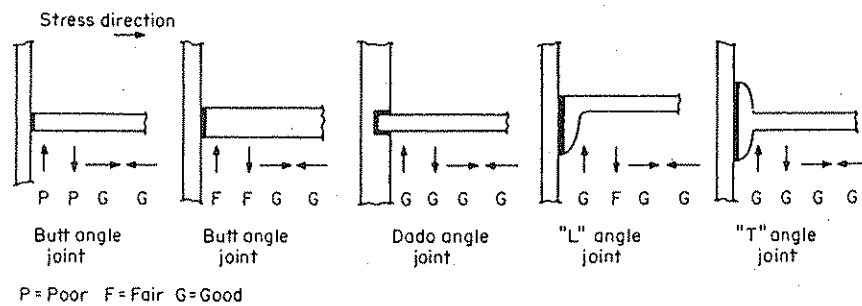 Stress direction
P P G G
F F G G
G G G G
G F G G
G G G G
Butt angle
joint
Butt angle
joint
Dado angle
joint
"L" angle
joint
"T" angle
joint
P = Poor F = Fair G = Good